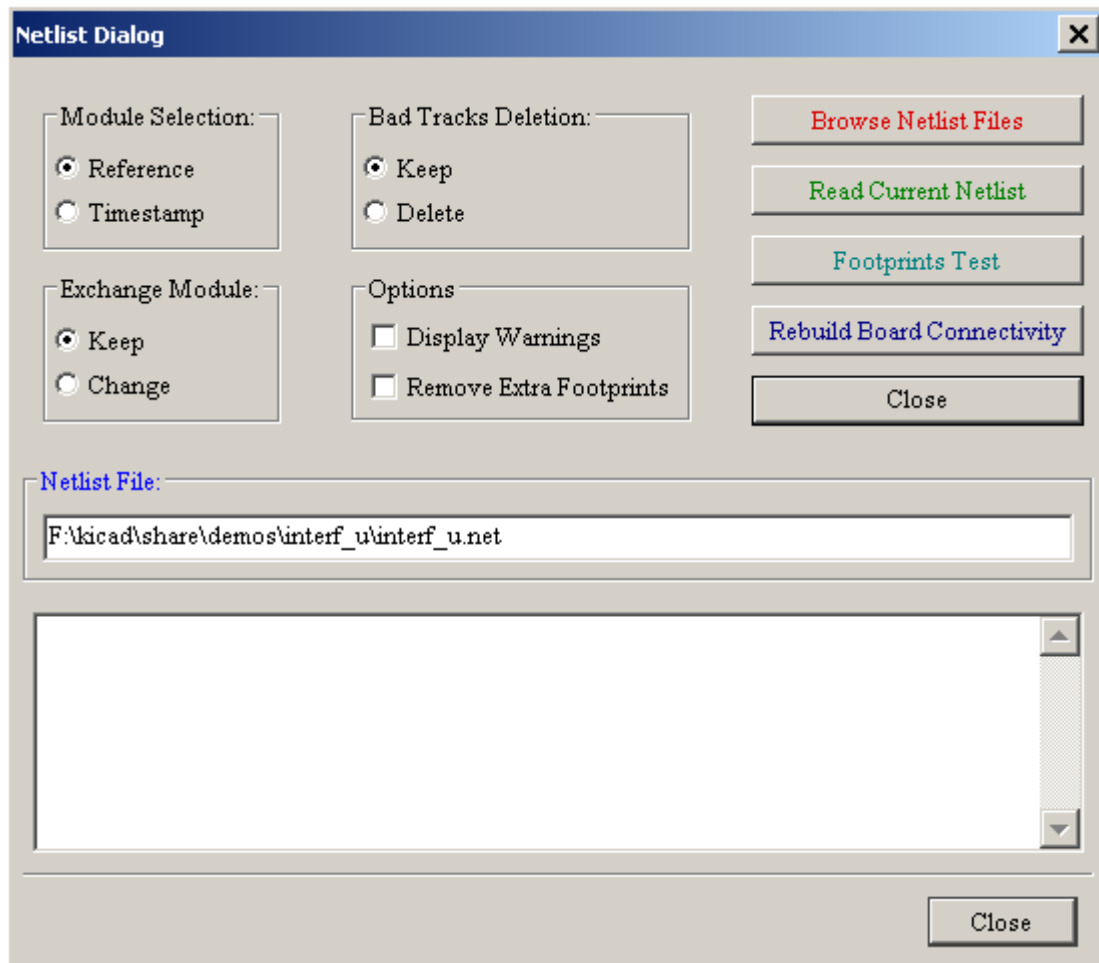 Netlist Dialog
Module Selection:
Reference
Timestamp
Bad Tracks Deletion:
Keep
Delete
Browse Netlist Files
Read Current Netlist
Footprints Test
Rebuild Board Connectivity
Close
Exchange Module:
Keep
Change
Options
Display Warnings
Remove Extra Footprints
Netlist File:
F:\kicad\share\demos\interf_u\interf_u.net
Close